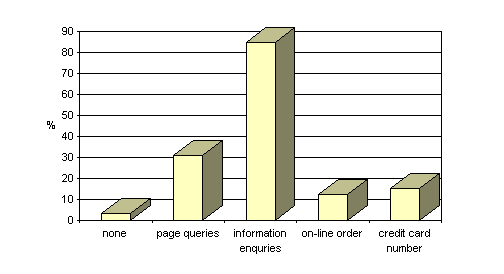 90
80
70
60
50
40
30
20
10
0
%
none
page queries
information
enquries
on-line order
credit card
number